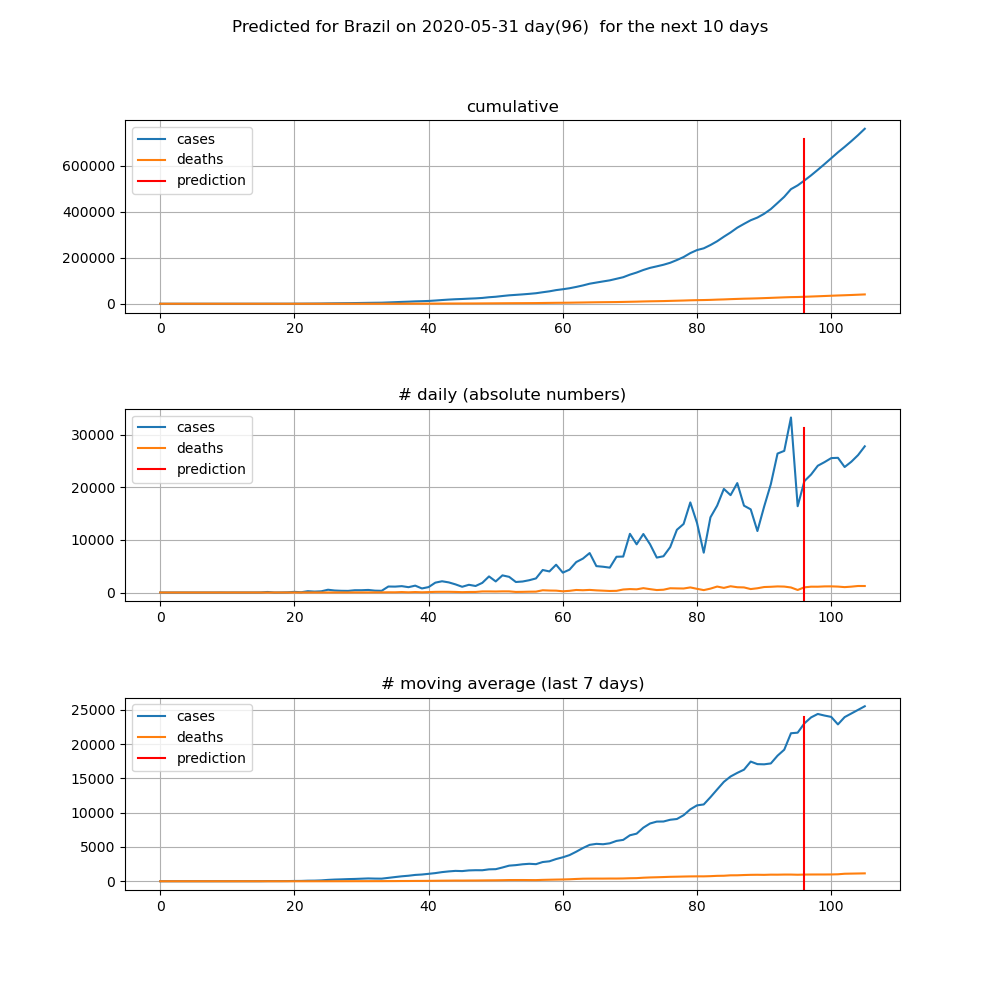 Predicted for Brazil on 2020-05-31 day(96)  for the next 10 days
cumulative
cases
deaths
prediction
600000
400000
200000
0
0 20 40 60 80 100
# daily (absolute numbers)
cases
deaths
prediction
30000
20000
10000
0
0 20 40 60 80 100
# moving average (last 7 days)
cases
deaths
prediction
25000
20000
15000
10000
5000
0
0 20 40 60 80 100